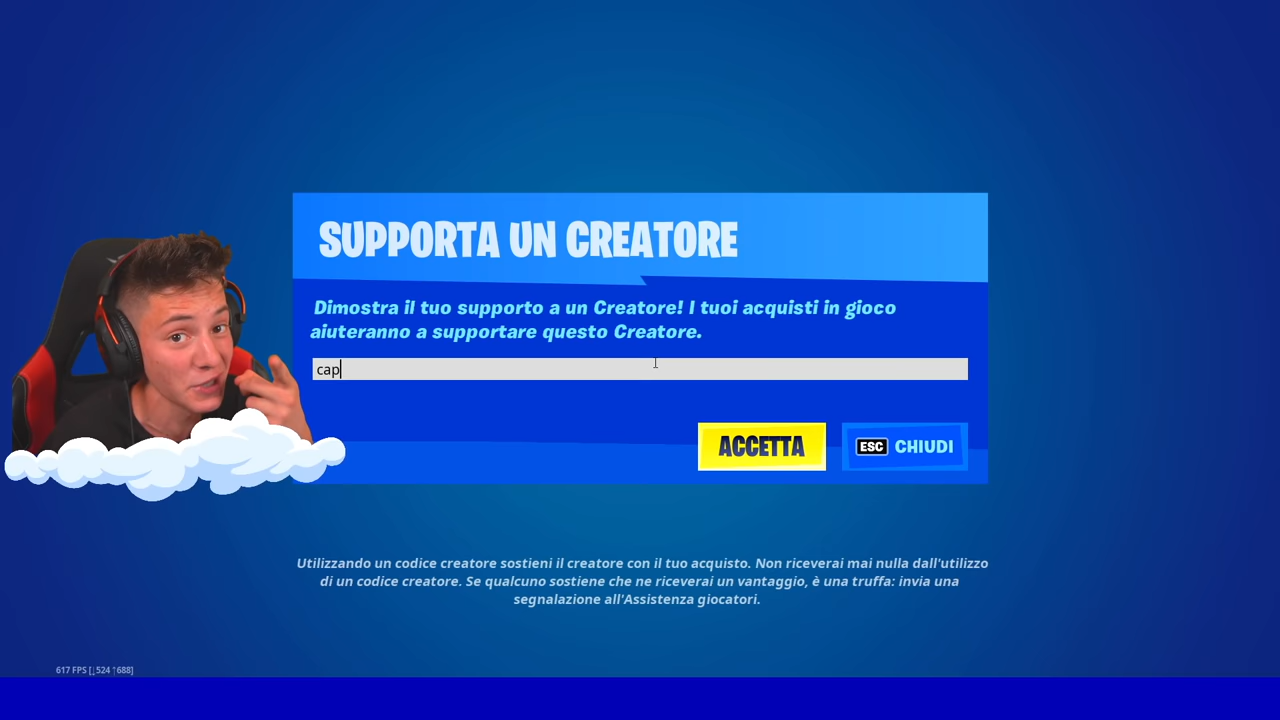 SUPPORTA UN CREATORE
Dimostra il tuo supporto a un Creatore! I tuoi acquisti in gioco
aiuteranno a supportare questo Creatore.
cap
ACCETTA
ESC CHIUDI
Utilizzando un codice creatore sostieni il creatore con il tuo acquisto. Non riceverai mai nulla dall'utilizzo
di un codice creatore. Se qualcuno sostiene che ne riceverai un vantaggio, è una truffa: invia una
segnalazione all'Assistenza giocatori.
617 FPS [↓524 ↑688]